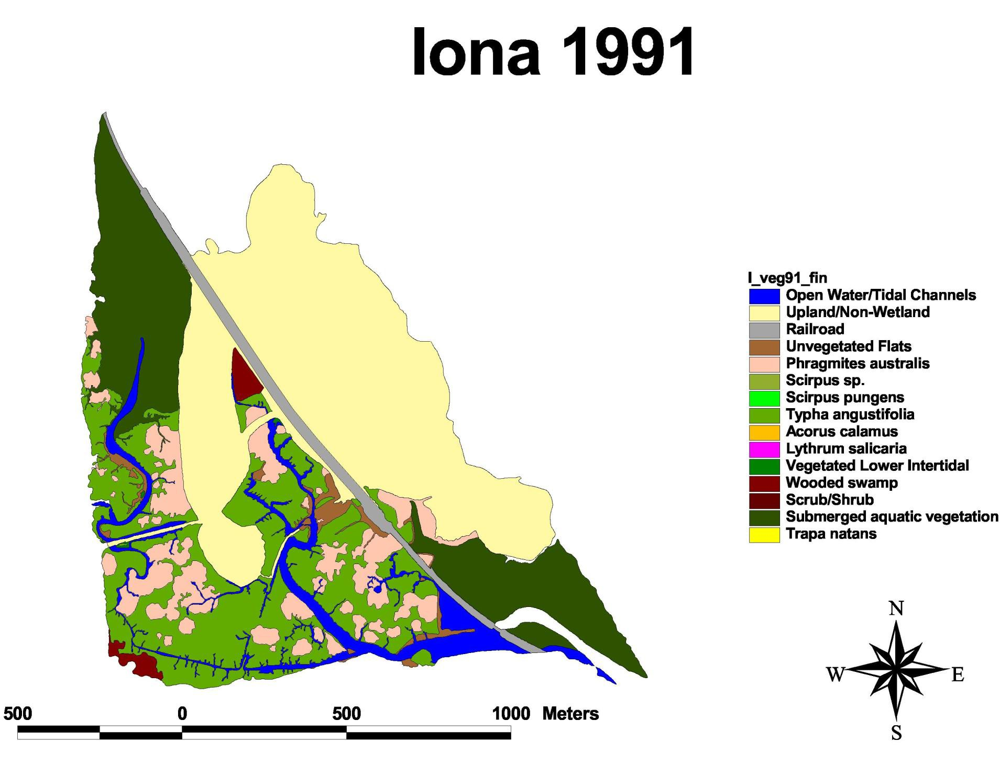 Iona 1991
I_veg91_fin
Open Water/Tidal Channels
Upland/Non-Wetland
Railroad
Unvegetated Flats
Phragmites australis
Scirpus sp.
Scirpus pungens
Typha angustifolia
Acorus calamus
Lythrum salicaria
Vegetated Lower Intertidal
Wooded swamp
Scrub/Shrub
Submerged aquatic vegetation
Trapa natans
N
W E
S
500 0 500 1000 Meters